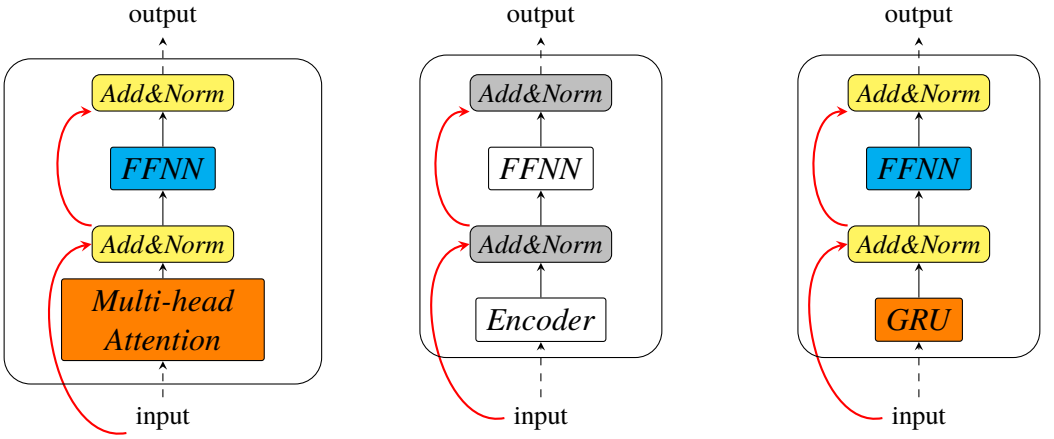 output
Add&Norm
FFNN
Add&Norm
Multi-head
Attention
input
output
Add&Norm
FFNN
Add&Norm
Encoder
input
output
Add&Norm
FFNN
Add&Norm
GRU
input